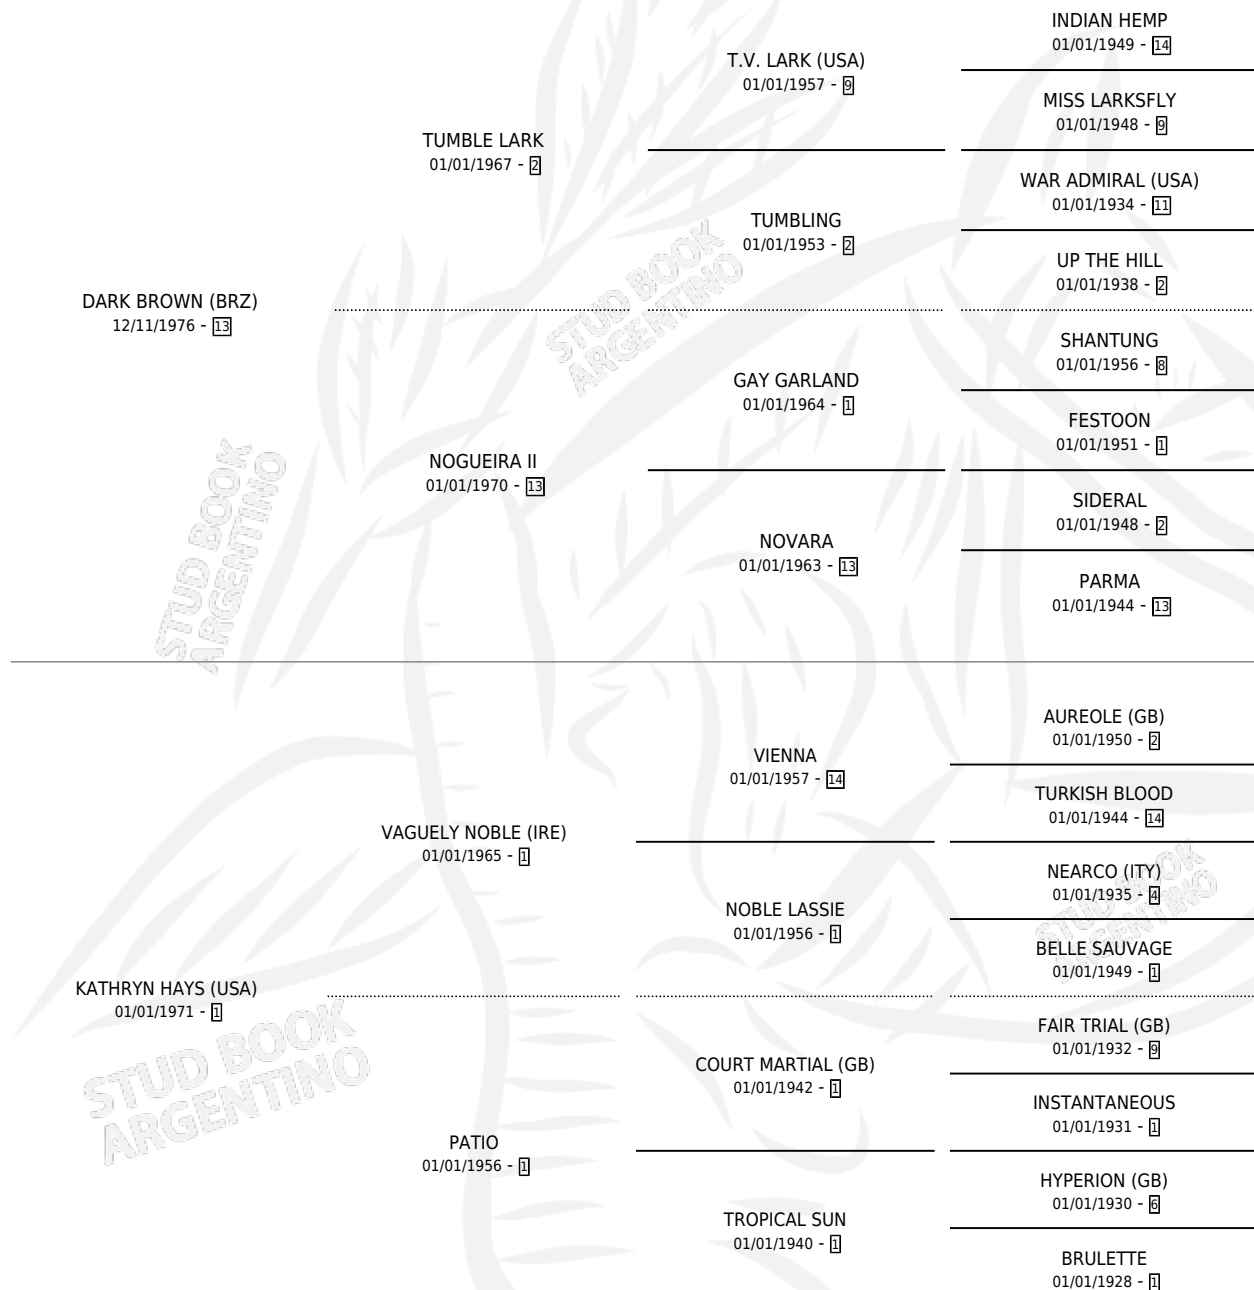 INDIAN HEMP
01/01/1949 - 14
T.V. LARK (USA)
01/01/1957 - 9
MISS LARKSFLY
01/01/1948 - 9
TUMBLE LARK
01/01/1967 - 2
WAR ADMIRAL (USA)
01/01/1934 - 11
TUMBLING
01/01/1953 - 2
UP THE HILL
01/01/1938 - 2
DARK BROWN (BRZ)
12/11/1976 - 13
SHANTUNG
01/01/1956 - 8
GAY GARLAND
01/01/1964 - 1
FESTOON
01/01/1951 - 1
NOGUEIRA II
01/01/1970 - 13
SIDERAL
01/01/1948 - 2
NOVARA
01/01/1963 - 13
PARMA
01/01/1944 - 13
STUD BOOK
ARGENTINO
STUD BOOK
ARGENTINO
AUREOLE (GB)
01/01/1950 - 2
VIENNA
01/01/1957 - 14
TURKISH BLOOD
01/01/1944 - 14
VAGUELY NOBLE (IRE)
01/01/1965 - 1
NEARCO (ITY)
01/01/1935 - 4
NOBLE LASSIE
01/01/1956 - 1
BELLE SAUVAGE
01/01/1949 - 1
STUD BOOK
ARGENTINO
KATHRYN HAYS (USA)
01/01/1971 - 1
FAIR TRIAL (GB)
01/01/1932 - 9
COURT MARTIAL (GB)
01/01/1942 - 1
INSTANTANEOUS
01/01/1931 - 1
STUD BOOK
ARGENTINO
PATIO
01/01/1956 - 1
HYPERION (GB)
01/01/1930 - 6
TROPICAL SUN
01/01/1940 - 1
BRULETTE
01/01/1928 - 1